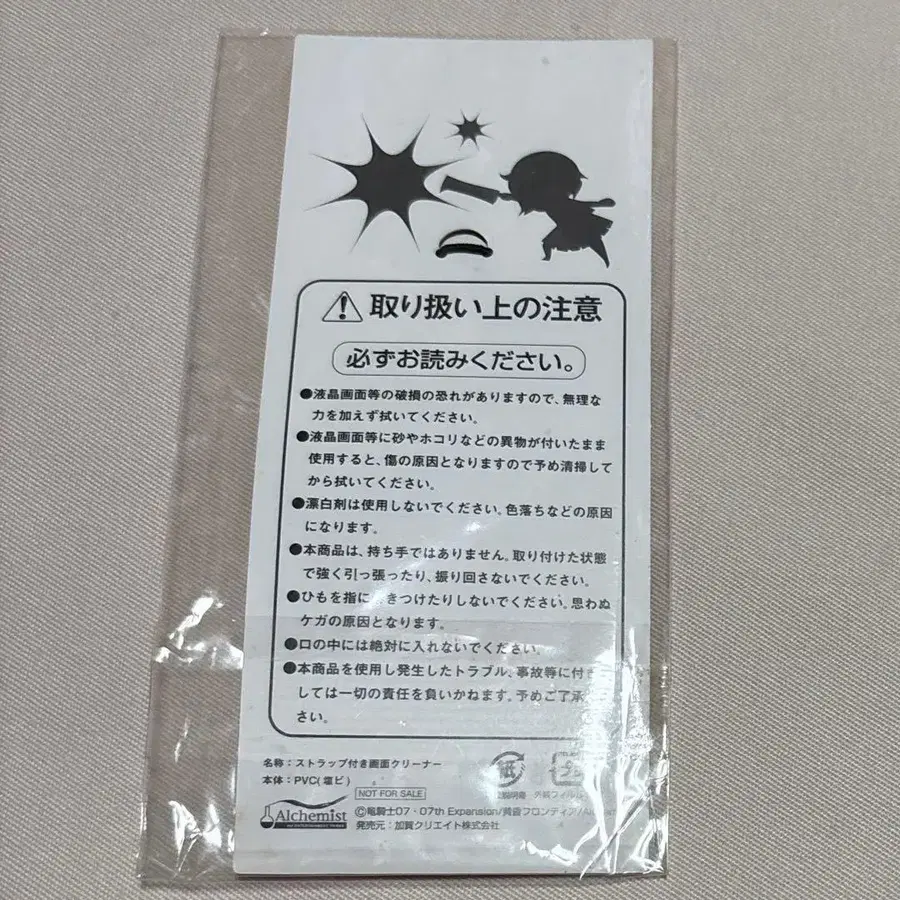 取り扱い上の注意
必ずお読みください。
●液晶画面等の破損の恐れがありますので、無理な
力を加えず拭いてください。
●液晶画面等に砂やホコリなどの異物が付いたまま
使用すると、傷の原因となりますので予め清掃して
から拭いてください。
●漂白剤は使用しないでください。色落ちなどの原因
になります。
●本商品は、持ち手ではありません。取り付けた状態
で強く引っ張ったり、振り回さないでください。
●ひもを指に きつけたりしないでください。思わぬ
ケガの原因となります。
●口の中には絶対に入れないでください。
●本商品を使用し発生したトラブル、事故等に付き
しては一切の責任を負いかねます。予めご了承
さい。
名称：ストラップ付き画面クリーナー
本体：PVC(塩ビ)
NOT FOR SALE
紙
外装フィルム
Alchemist
©竜騎士07・07th Expansion/黄昏フロンティア/Alchemist
発売元：加賀クリエイト株式会社